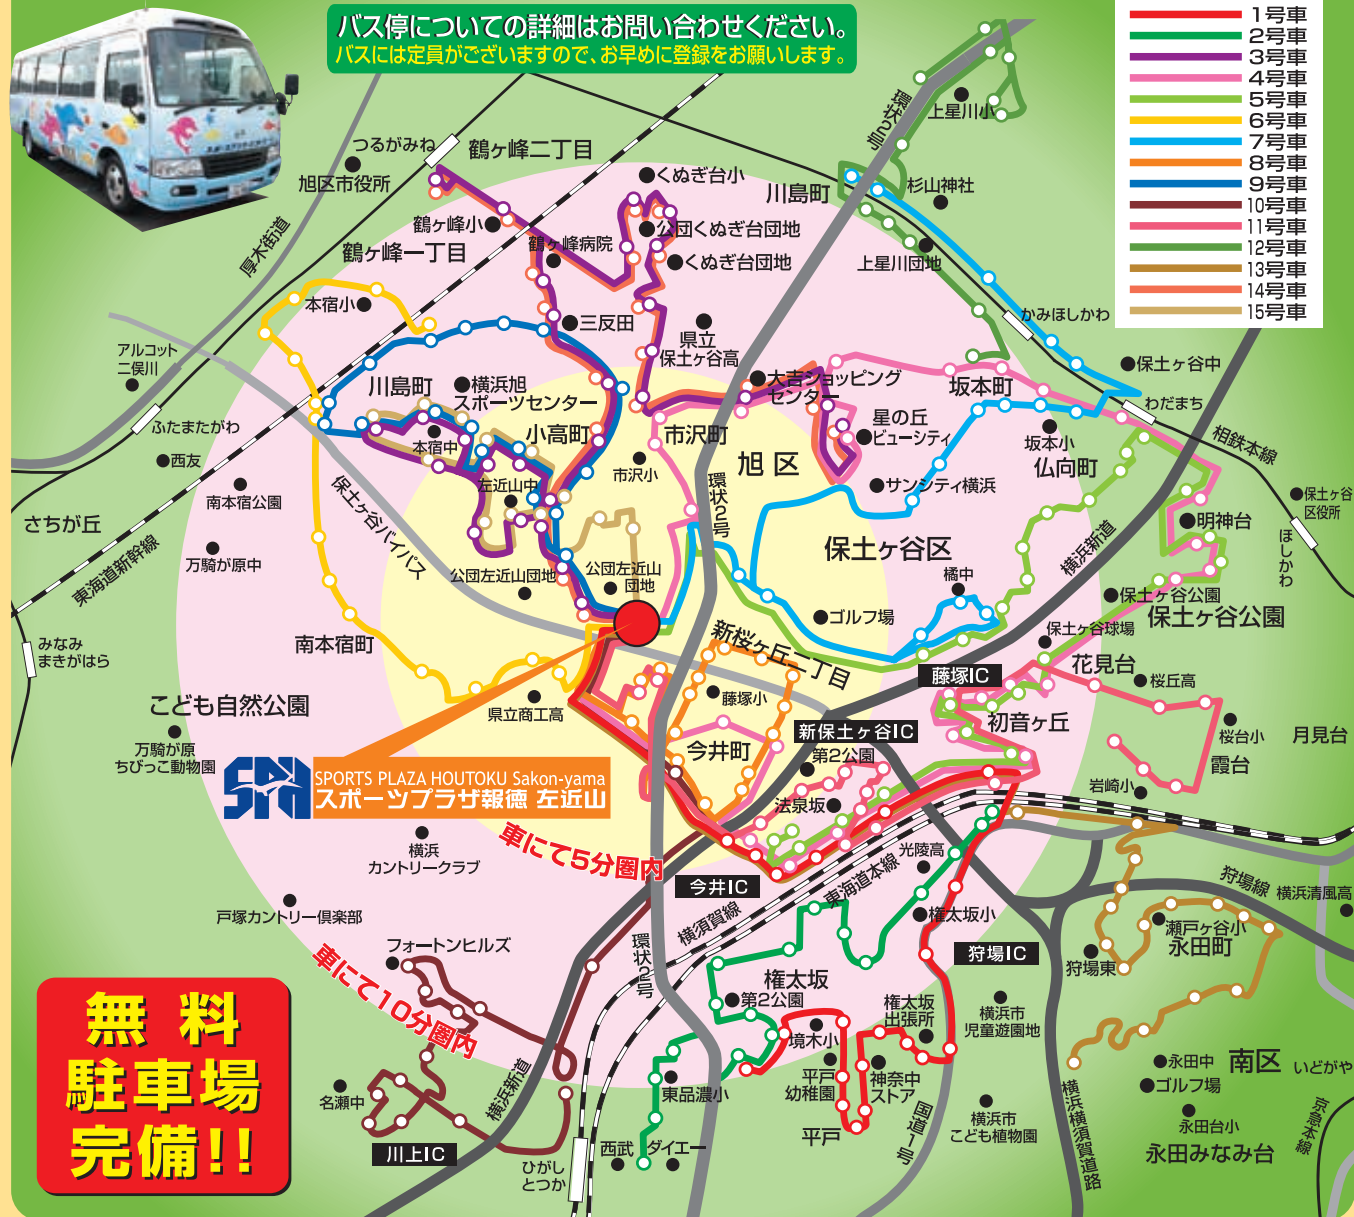 バス停についての詳細はお問い合わせください。
バスには定員がございますので、お早めに登録をお願いします。
1号車
2号車
3号車
4号車
5号車
6号車
7号車
8号車
9号車
10号車
11号車
12号車
13号車
14号車
15号車
つるがみね
旭区市役所
鶴ヶ峰二丁目
鶴ヶ峰小
鶴ヶ峰一丁目
鶴ヶ峰病院
くぬぎ台小
公団くぬぎ台団地
くぬぎ台団地
川島町
環状2号
上星川小
杉山神社
上星川団地
かみほしかわ
厚木街道
本宿小
三反田
県立
保土ヶ谷高
アルコット
二俣川
川島町
横浜旭
スポーツセンター
小高町
市沢町
大吉ショッピング
センター
星の丘
ビューシティ
坂本町
坂本小
保土ヶ谷中
わだまち
相鉄本線
仏向町
ふたまたがわ
西友
南本宿公園
本宿中
左近山中
市沢小
旭区
環状2号
サンシティ横浜
保土ヶ谷
区役所
明神台
ほしかわ
さちが丘
東海道新幹線
万騎が原中
保土ヶ谷バイパス
公団左近山団地
公団左近山
団地
保土ヶ谷区
橘中
横浜新道
保土ヶ谷公園
保土ヶ谷公園
ゴルフ場
保土ヶ谷球場
みなみ
まきがはら
南本宿町
新桜ヶ丘二丁目
藤塚IC
花見台
桜丘高
こども自然公園
県立商工高
藤塚小
初音ヶ丘
桜台小
月見台
万騎が原
ちびっこ動物園
今井町
新保土ヶ谷IC
第2公園
霞台
岩崎小
SPORTS PLAZA HOUTOKU Sakon-yama
スポーツプラザ報徳 左近山
法泉坂
車にて5分圏内
横浜
カントリークラブ
今井IC
東海道本線
光陵高
狩場線
横浜清風高
戸塚カントリー倶楽部
横須賀線
権太坂小
瀬戸ヶ谷小
永田町
フォートンヒルズ
車にて10分圏内
環状2号
権太坂
第2公園
狩場IC
狩場東
境木小
権太坂
出張所
横浜市
児童遊園地
無料
駐車場
完備!!
名瀬中
横浜新道
東品濃小
平戸
幼稚園
神奈中
ストア
永田中
南区
いどがや
ゴルフ場
川上IC
ひがし
とつか
西武
ダイエー
平戸
国道1号
横浜市
こども植物園
横浜横須賀道路
永田台小
永田みなみ台
京急本線